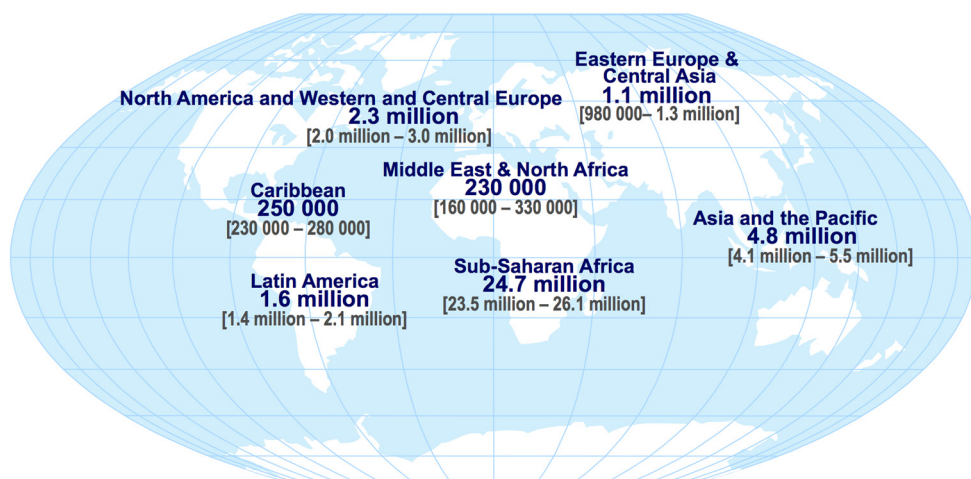 Eastern Europe &
Central Asia
1.1 million
[980 000– 1.3 million]
North America and Western and Central Europe
2.3 million
[2.0 million – 3.0 million]
Middle East & North Africa
230 000
[160 000 – 330 000]
Caribbean
250 000
[230 000 – 280 000]
Asia and the Pacific
4.8 million
[4.1 million – 5.5 million]
Sub-Saharan Africa
24.7 million
[23.5 million – 26.1 million]
Latin America
1.6 million
[1.4 million – 2.1 million]